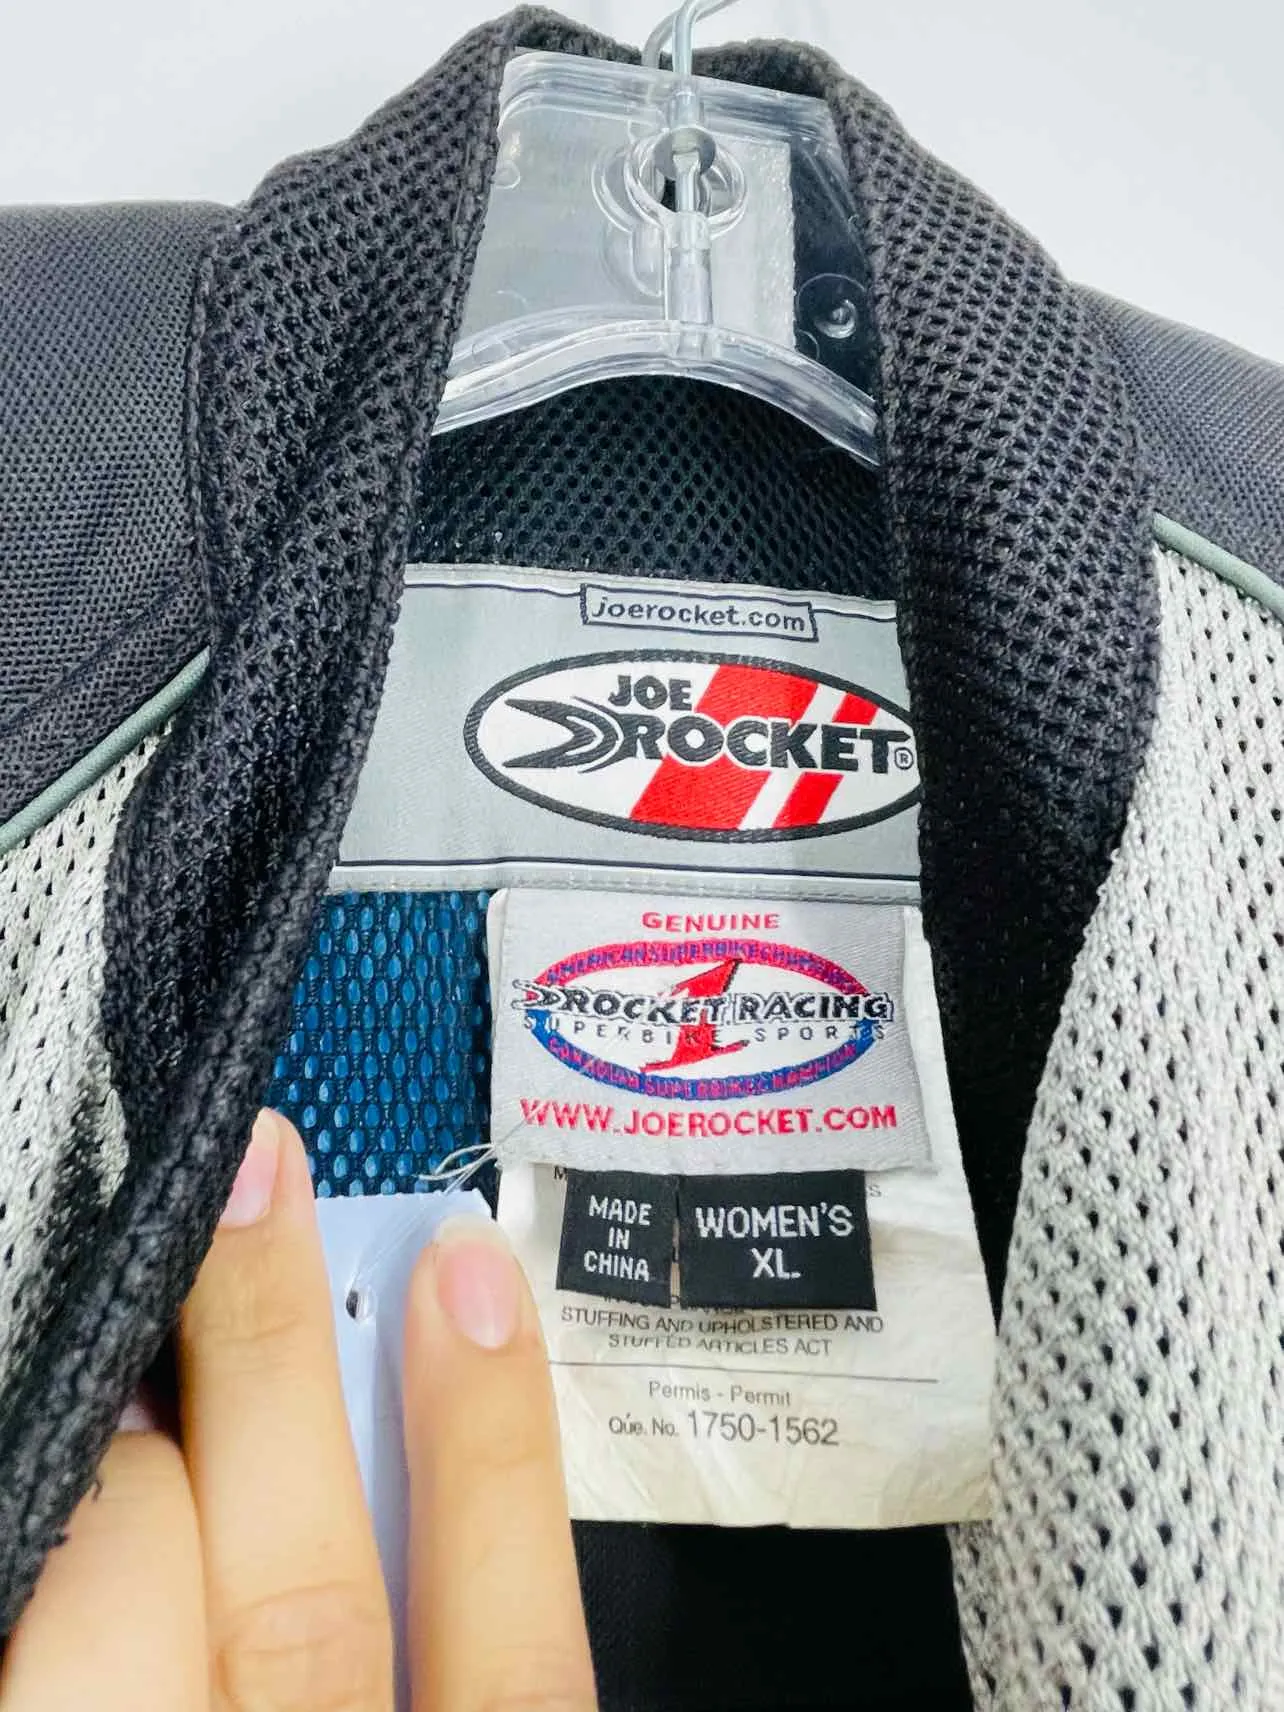 joerocket.com
JOE
ROCKET®
GENUINE
ROCKET RACING
SUPERBIKE SPORTS
WWW.JOEROCKET.COM
MADE
IN
CHINA
WOMEN'S
XL
STUFFING AND UPHOLSTERED AND
STUFFED ARTICLES ACT
Permis - Permit
Qúe. No. 1750-1562